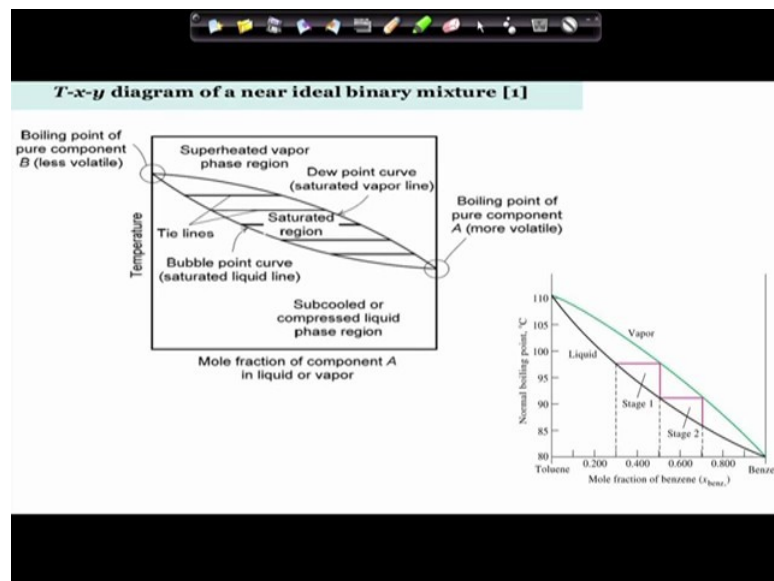 T-x-y diagram of a near ideal binary mixture [1]
Boiling point of
pure component
B (less volatile)
Superheated vapor
phase region
Dew point curve
(saturated vapor line)
Boiling point of
pure component
A (more volatile)
Temperature
Tie lines
Saturated
region
Bubble point curve
(saturated liquid line)
Subcooled or
compressed liquid
phase region
Mole fraction of component A
in liquid or vapor
Normal boiling point, °C
110
105
100
95
90
85
80
Vapor
Liquid
Stage 1
Stage 2
0.200 0.400 0.600 0.800
Toluene Benze
Mole fraction of benzene (xbenz.)